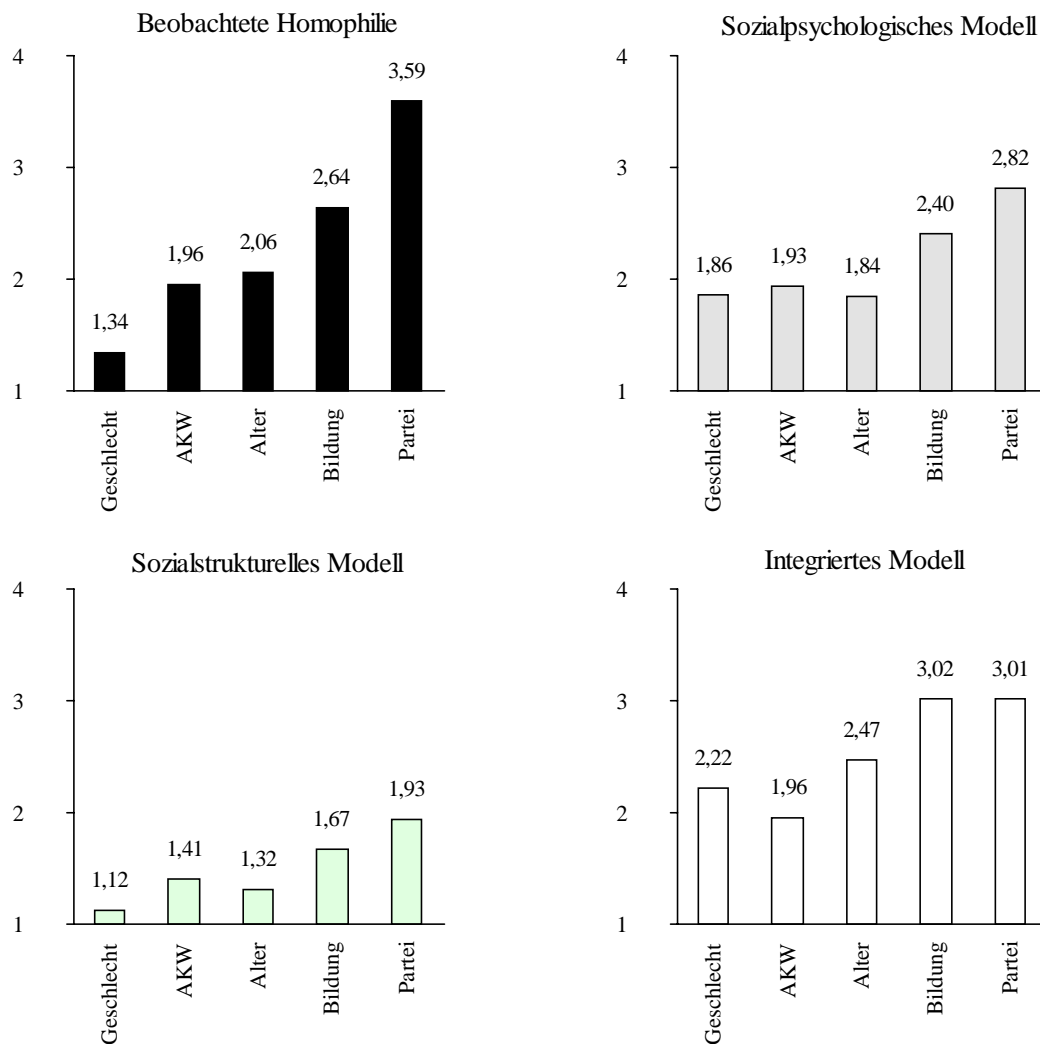 Beobachtete Homophilie
4
3
2
1
1,34
1,96
2,06
2,64
3,59
Geschlecht
AKW
Alter
Bildung
Partei
Sozialpsychologisches Modell
4
3
2
1
1,86
1,93
1,84
2,40
2,82
Geschlecht
AKW
Alter
Bildung
Partei
Sozialstrukturelles Modell
4
3
2
1
1,12
1,41
1,32
1,67
1,93
Geschlecht
AKW
Alter
Bildung
Partei
Integriertes Modell
4
3
2
1
2,22
1,96
2,47
3,02
3,01
Geschlecht
AKW
Alter
Bildung
Partei